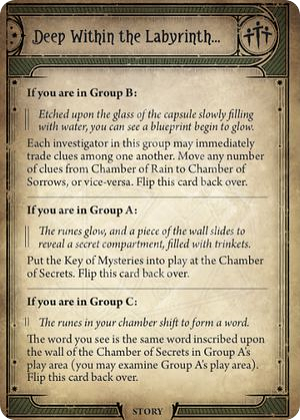 Deep Within the Labyrinth...
If you are in Group B:
Etched upon the glass of the capsule slowly filling
with water, you can see a blueprint begin to glow.
Each investigator in this group may immediately
trade clues among one another. Move any number
of clues from Chamber of Rain to Chamber of
Sorrows, or vice-versa. Flip this card back over.
If you are in Group A:
The runes glow, and a piece of the wall slides to
reveal a secret compartment, filled with trinkets.
Put the Key of Mysteries into play at the Chamber
of Secrets. Flip this card back over.
If you are in Group C:
The runes in your chamber shift to form a word.
The word you see is the same word inscribed upon
the wall of the Chamber of Secrets in Group A's
play area (you may examine Group A's play area).
Flip this card back over.
STORY